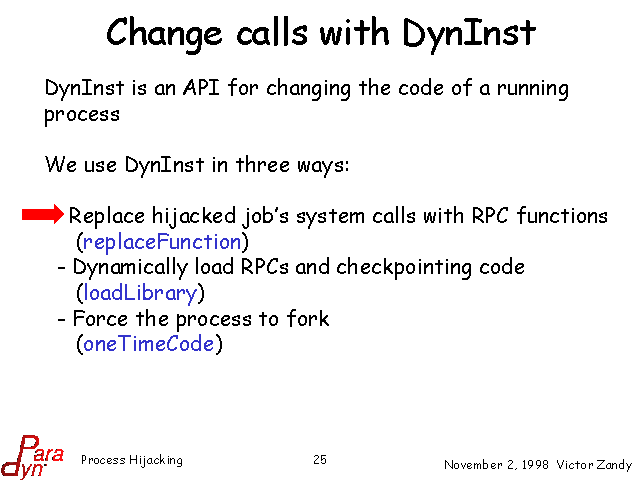 Change calls with DynInst
DynInst is an API for changing the code of a running
process
We use DynInst in three ways:
Replace hijacked job's system calls with RPC functions
(replaceFunction)
- Dynamically load RPCs and checkpointing code
(loadLibrary)
- Force the process to fork
(oneTimeCode)
Para
dyn
Process Hijacking
25
November 2, 1998 Victor Zandy